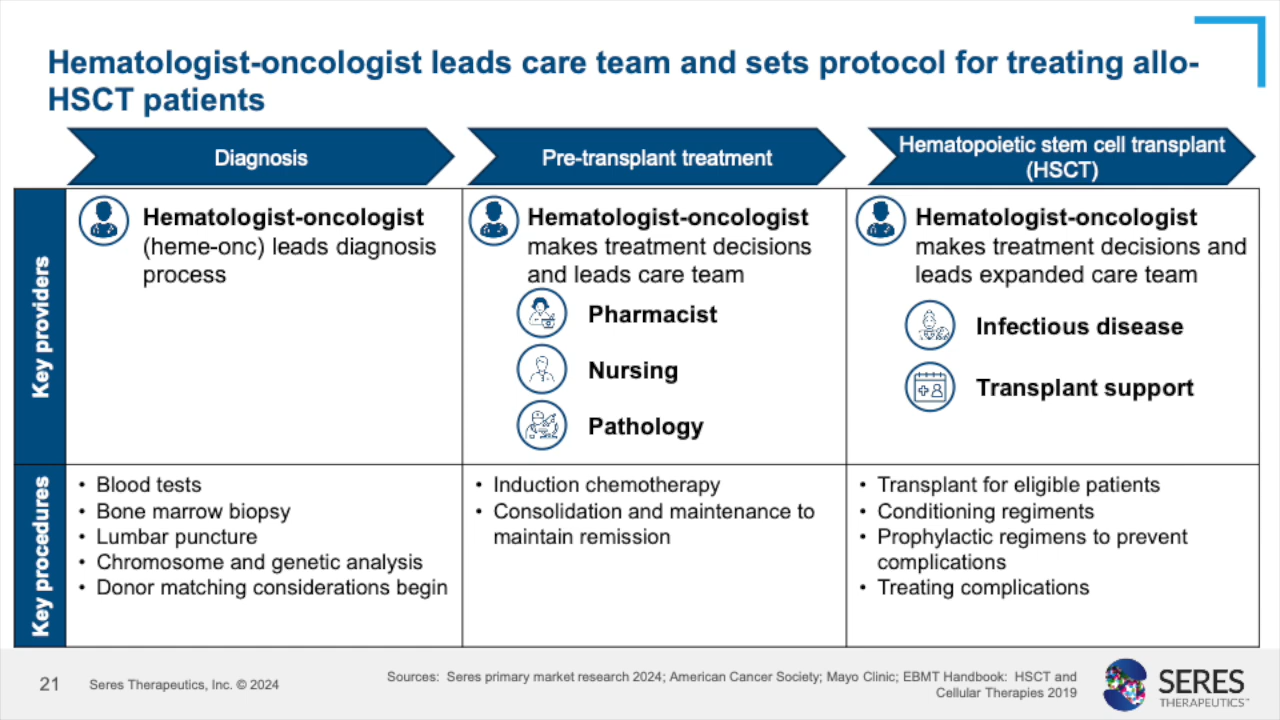 Hematologist-oncologist leads care team and sets protocol for treating allo-
HSCT patients
Diagnosis
Pre-transplant treatment
Hematopoietic stem cell transplant
(HSCT)
Key providers
Hematologist-oncologist
(heme-onc) leads diagnosis
process
Hematologist-oncologist
makes treatment decisions
and leads care team
Pharmacist
Nursing
Pathology
Hematologist-oncologist
makes treatment decisions and
leads expanded care team
Infectious disease
Transplant support
Key procedures
• Blood tests
• Bone marrow biopsy
• Lumbar puncture
• Chromosome and genetic analysis
• Donor matching considerations begin
• Induction chemotherapy
• Consolidation and maintenance to
maintain remission
• Transplant for eligible patients
• Conditioning regiments
• Prophylactic regimens to prevent
complications
• Treating complications
21
Seres Therapeutics, Inc. © 2024
Sources: Seres primary market research 2024; American Cancer Society; Mayo Clinic; EBMT Handbook: HSCT and
Cellular Therapies 2019
SERES
THERAPEUTICS™